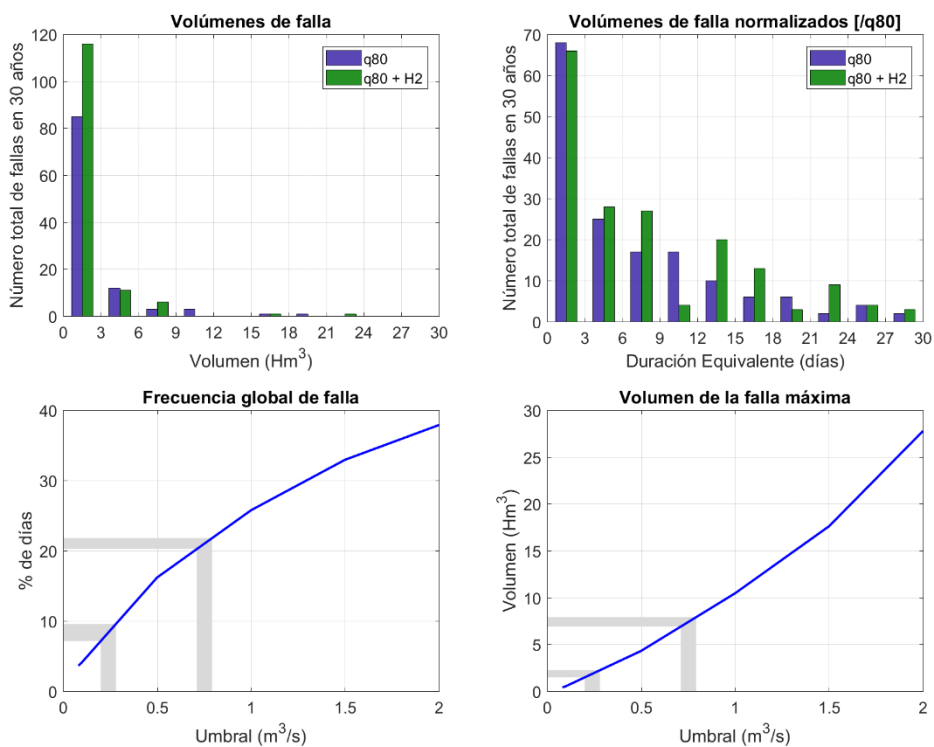 Volúmenes de falla
Número total de fallas en 30 años
120
100
80
60
40
20
0
q80
q80 + H2
0 3 6 9 12 15 18 21 24 27 30
Volumen (Hm³)
Volúmenes de falla normalizados [/q80]
Número total de fallas en 30 años
70
60
50
40
30
20
10
0
q80
q80 + H2
0 3 6 9 12 15 18 21 24 27 30
Duración Equivalente (días)
Frecuencia global de falla
% de días
40
30
20
10
0
0 0.5 1 1.5 2
Umbral (m³/s)
Volumen de la falla máxima
Volumen (Hm³)
30
25
20
15
10
5
0
0 0.5 1 1.5 2
Umbral (m³/s)